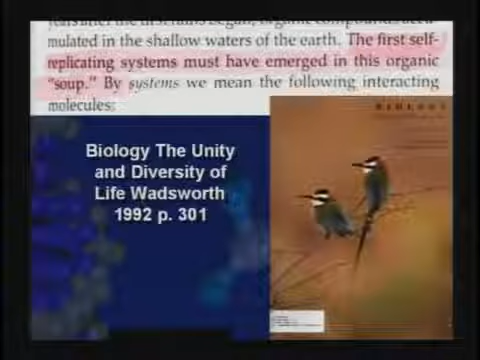 mulated in the shallow waters of the earth. The first self-
replicating systems must have emerged in this organic
"soup." By systems we mean the following interacting
molecules:
Biology The Unity
and Diversity of
Life Wadsworth
1992 p. 301
BIOLOGY